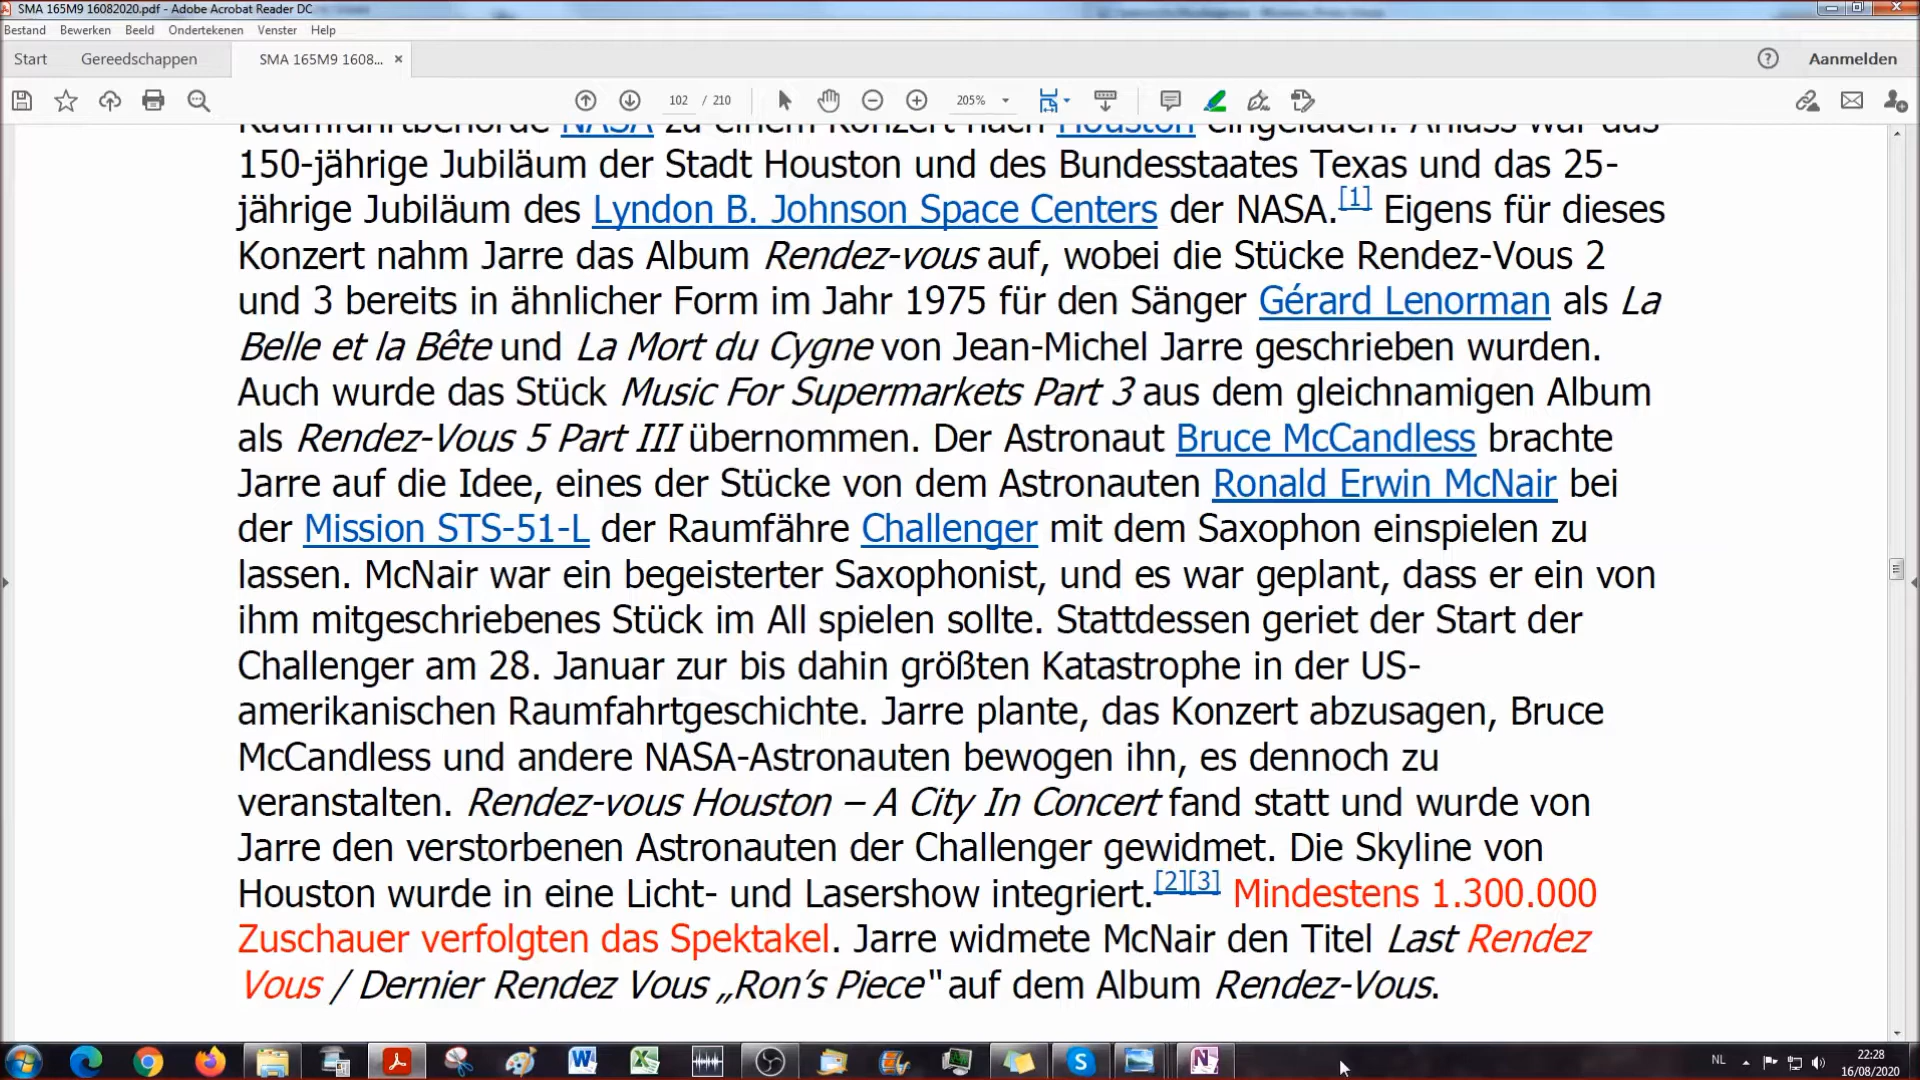 SMA 165M9 16082020.pdf - Adobe Acrobat Reader DC
Bestand Bewerken Beeld Ondertekenen Venster Help
Start Gereedschappen SMA 165M9 1608... × Aanmelden
102 / 210 205%
Raumfahrtbehörde NASA zu einem Konzert nach Houston eingeladen. Anlass war das
150-jährige Jubiläum der Stadt Houston und des Bundesstaates Texas und das 25-
jährige Jubiläum des Lyndon B. Johnson Space Centers der NASA.[1] Eigens für dieses
Konzert nahm Jarre das Album Rendez-vous auf, wobei die Stücke Rendez-Vous 2
und 3 bereits in ähnlicher Form im Jahr 1975 für den Sänger Gérard Lenorman als La
Belle et la Bête und La Mort du Cygne von Jean-Michel Jarre geschrieben wurden.
Auch wurde das Stück Music For Supermarkets Part 3 aus dem gleichnamigen Album
als Rendez-Vous 5 Part III übernommen. Der Astronaut Bruce McCandless brachte
Jarre auf die Idee, eines der Stücke von dem Astronauten Ronald Erwin McNair bei
der Mission STS-51-L der Raumfähre Challenger mit dem Saxophon einspielen zu
lassen. McNair war ein begeisterter Saxophonist, und es war geplant, dass er ein von
ihm mitgeschriebenes Stück im All spielen sollte. Stattdessen geriet der Start der
Challenger am 28. Januar zur bis dahin größten Katastrophe in der US-
amerikanischen Raumfahrtgeschichte. Jarre plante, das Konzert abzusagen, Bruce
McCandless und andere NASA-Astronauten bewogen ihn, es dennoch zu
veranstalten. Rendez-vous Houston – A City In Concert fand statt und wurde von
Jarre den verstorbenen Astronauten der Challenger gewidmet. Die Skyline von
Houston wurde in eine Licht- und Lasershow integriert.[2][3] Mindestens 1.300.000
Zuschauer verfolgten das Spektakel. Jarre widmete McNair den Titel Last Rendez
Vous / Dernier Rendez Vous „Ron’s Piece" auf dem Album Rendez-Vous.
NL 22:28
16/08/2020